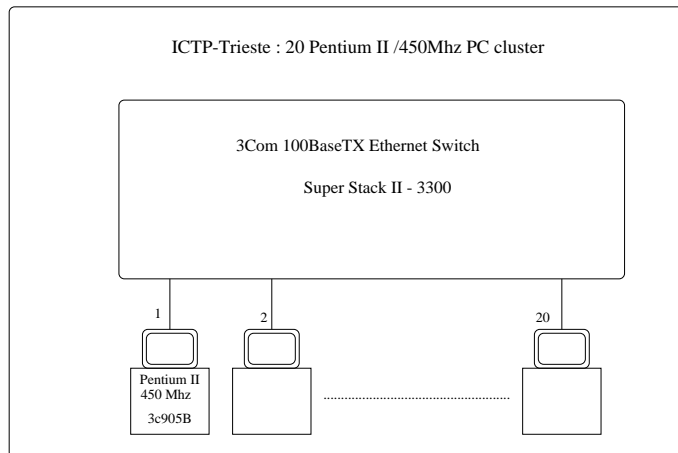 ICTP-Trieste : 20 Pentium II /450Mhz PC cluster
3Com 100BaseTX Ethernet Switch
Super Stack II - 3300
1
2
20
Pentium II
450 Mhz
3c905B